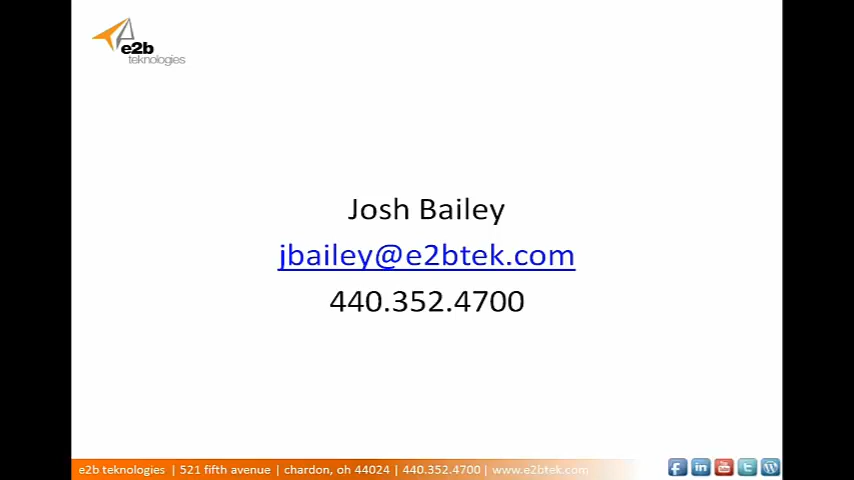 e2b
teknologies
Josh Bailey
jbailey@e2btek.com
440.352.4700
e2b teknologies | 521 fifth avenue | chardon, oh 44024 | 440.352.4700 | www.e2btek.com